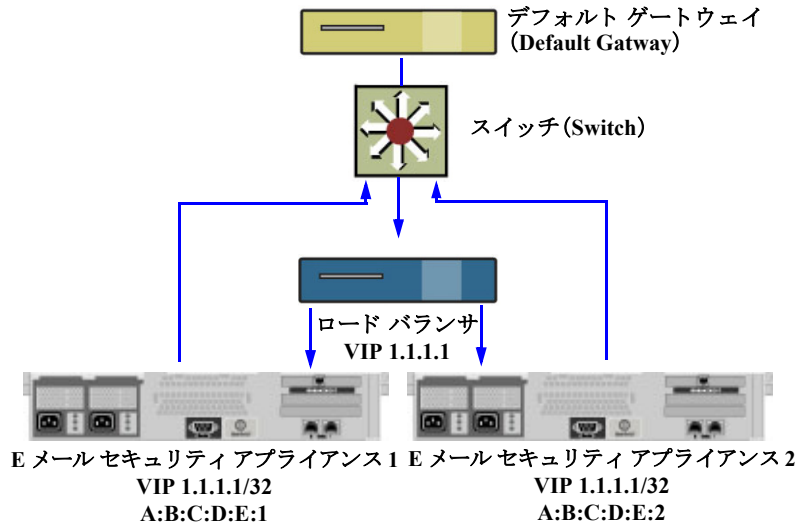 デフォルト ゲートウェイ
(Default Gatway)
スイッチ(Switch)
ロード バランサ
VIP 1.1.1.1
E メール セキュリティ アプライアンス 1
VIP 1.1.1.1/32
A:B:C:D:E:1
E メール セキュリティ アプライアンス 2
VIP 1.1.1.1/32
A:B:C:D:E:2